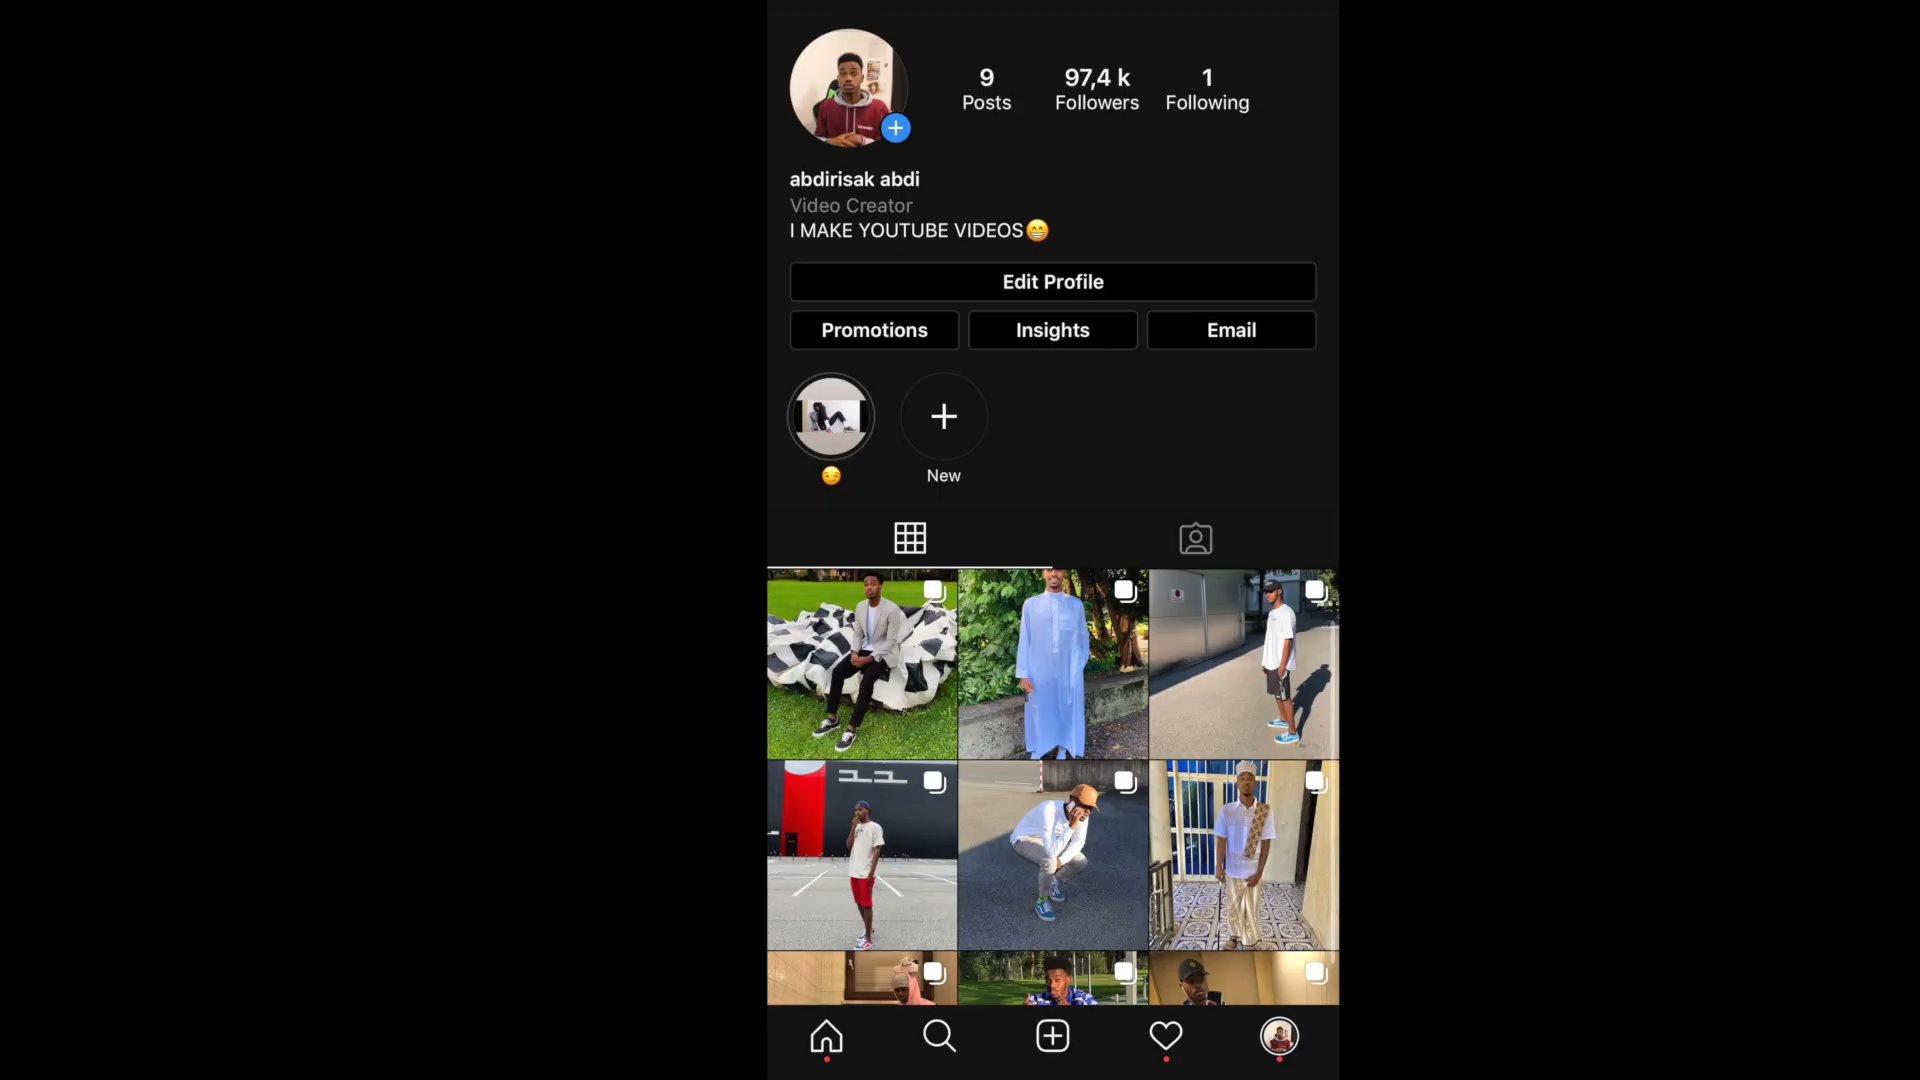 9 97,4 k 1
Posts Followers Following
abdirisak abdi
Video Creator
I MAKE YOUTUBE VIDEOS😁
Edit Profile
Promotions Insights Email
😏 New